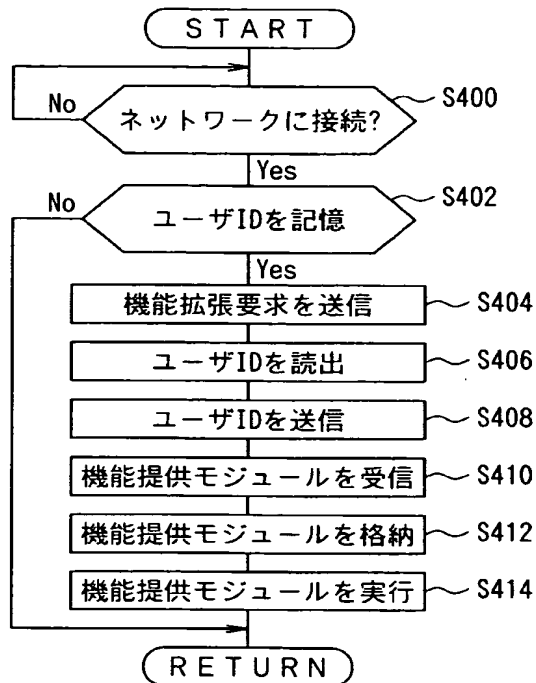 START
No
ネットワークに接続?
S400
Yes
No
ユーザIDを記憶
S402
Yes
機能拡張要求を送信
S404
ユーザIDを読出
S406
ユーザIDを送信
S408
機能提供モジュールを受信
S410
機能提供モジュールを格納
S412
機能提供モジュールを実行
S414
RETURN